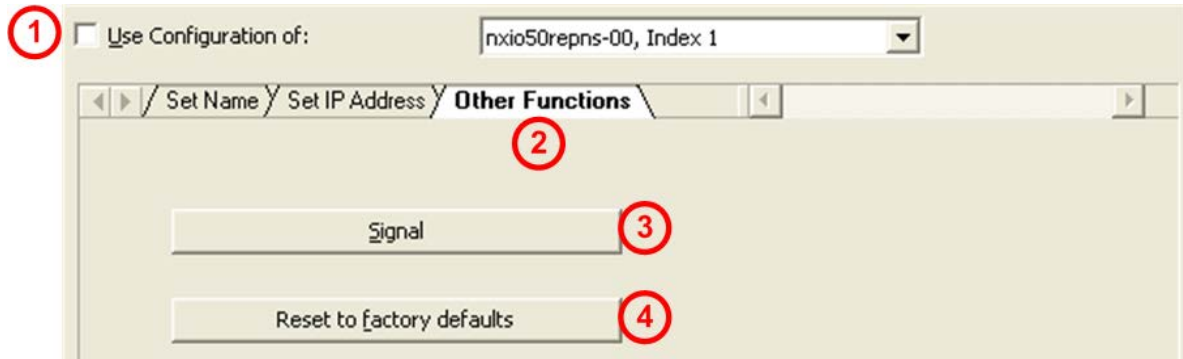 1 Use Configuration of: nxio50repns-00, Index 1
Set Name Set IP Address Other Functions
2
Signal 3
Reset to factory defaults 4